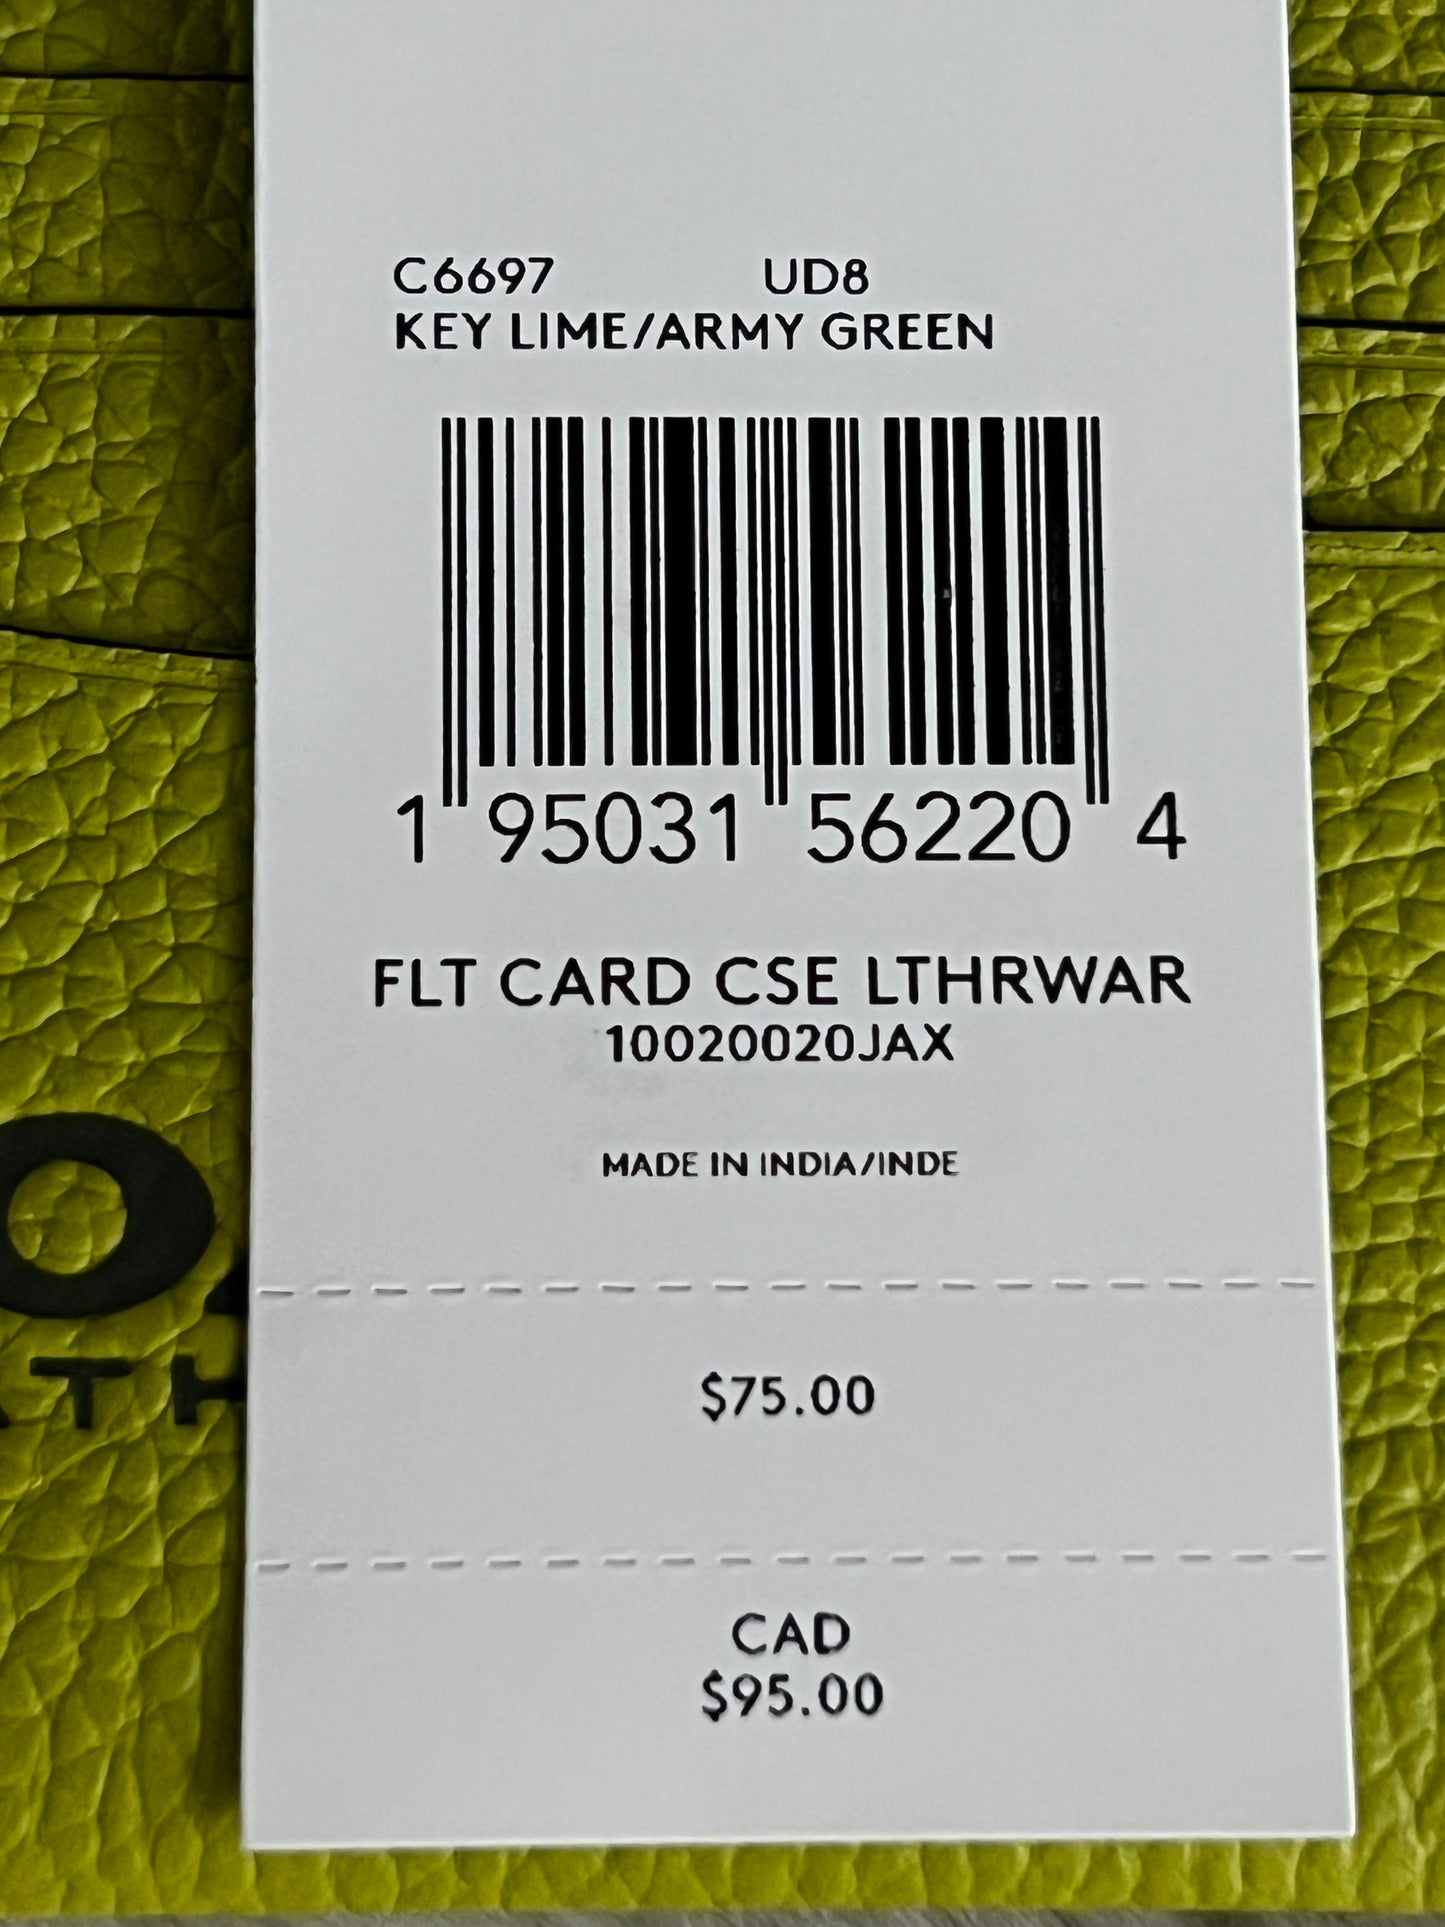 C6697 UD8
KEY LIME/ARMY GREEN
1 95031 56220 4
FLT CARD CSE LTHRWAR
10020020JAX
MADE IN INDIA/INDE
$75.00
CAD
$95.00